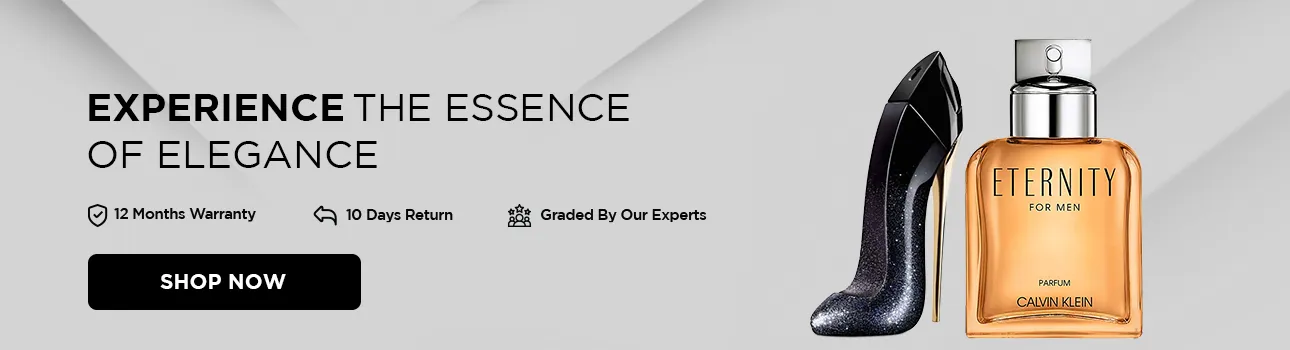 EXPERIENCE THE ESSENCE
OF ELEGANCE
12 Months Warranty
10 Days Return
Graded By Our Experts
SHOP NOW
ETERNITY
FOR MEN
PARFUM
CALVIN KLEIN